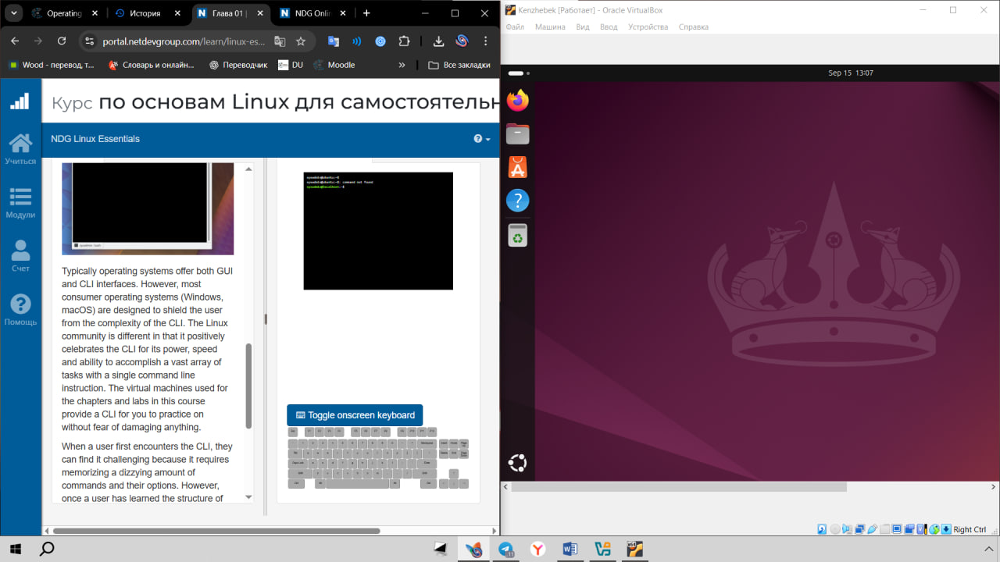 Operating
История
Глава 01 |
NDG Onlin
portal.netdevgroup.com/learn/linux-es...
Wood - перевод, т...
Словарь и онлайн...
Переводчик
DU
Moodle
»
Все закладки
Курс по основам Linux для самостоятельн
NDG Linux Essentials
Учиться
Модули
Счет
Помощь
sysadmin@ubuntu:~$
sysadmin@ubuntu:~$: command not found
sysadmin@localhost:~$
Typically operating systems offer both GUI
and CLI interfaces. However, most
consumer operating systems (Windows,
macOS) are designed to shield the user
from the complexity of the CLI. The Linux
community is different in that it positively
celebrates the CLI for its power, speed
and ability to accomplish a vast array of
tasks with a single command line
instruction. The virtual machines used for
the chapters and labs in this course
provide a CLI for you to practice on
without fear of damaging anything.
When a user first encounters the CLI, they
can find it challenging because it requires
memorizing a dizzying amount of
commands and their options. However,
once a user has learned the structure of
Toggle onscreen keyboard
Kenzhebek [Работает] - Oracle VirtualBox
Файл Машина Вид Ввод Устройства Справка
Sep 15 13:07
Right Ctrl